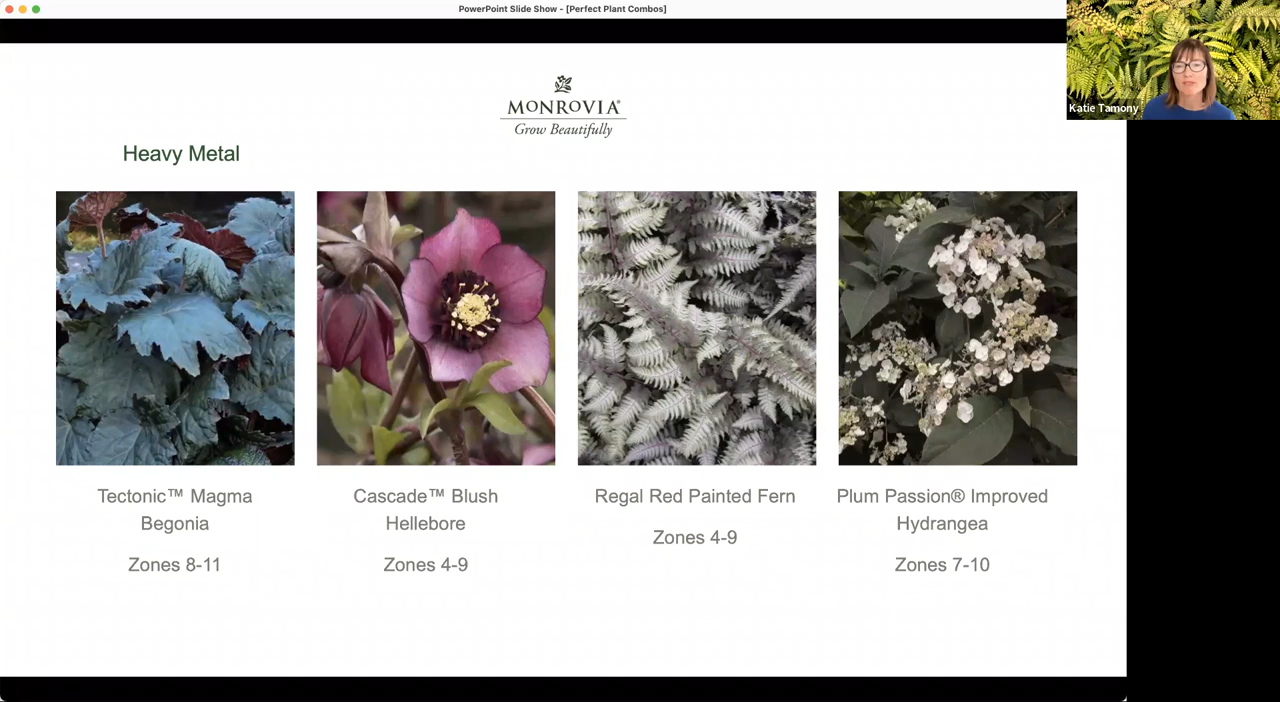 PowerPoint Slide Show - [Perfect Plant Combos]
Katie Tamony
MONROVIA®
Grow Beautifully
Heavy Metal
Tectonic™ Magma
Begonia
Zones 8-11
Cascade™ Blush
Hellebore
Zones 4-9
Regal Red Painted Fern
Zones 4-9
Plum Passion® Improved
Hydrangea
Zones 7-10